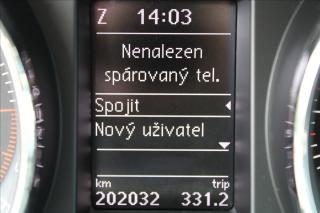 Z 14:03
Nenalezen
spárovaný tel.
Spojit
Nový uživatel
km trip
202032 331.2